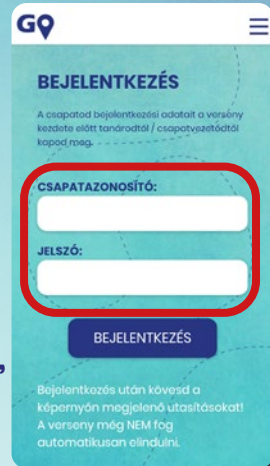 GO
BEJELENTKEZÉS
A csapatod bejelentkezési adatait a verseny
kezdete előtt tanárodtól / csapatvezetődtől
kapod meg.
CSAPATAZONOSÍTÓ:
JELSZÓ:
BEJELENTKEZÉS
,
Bejelentkezés után kövesd a
képernyőn megjelenő utasításokat!
A verseny még NEM fog
automatikusan elindulni.